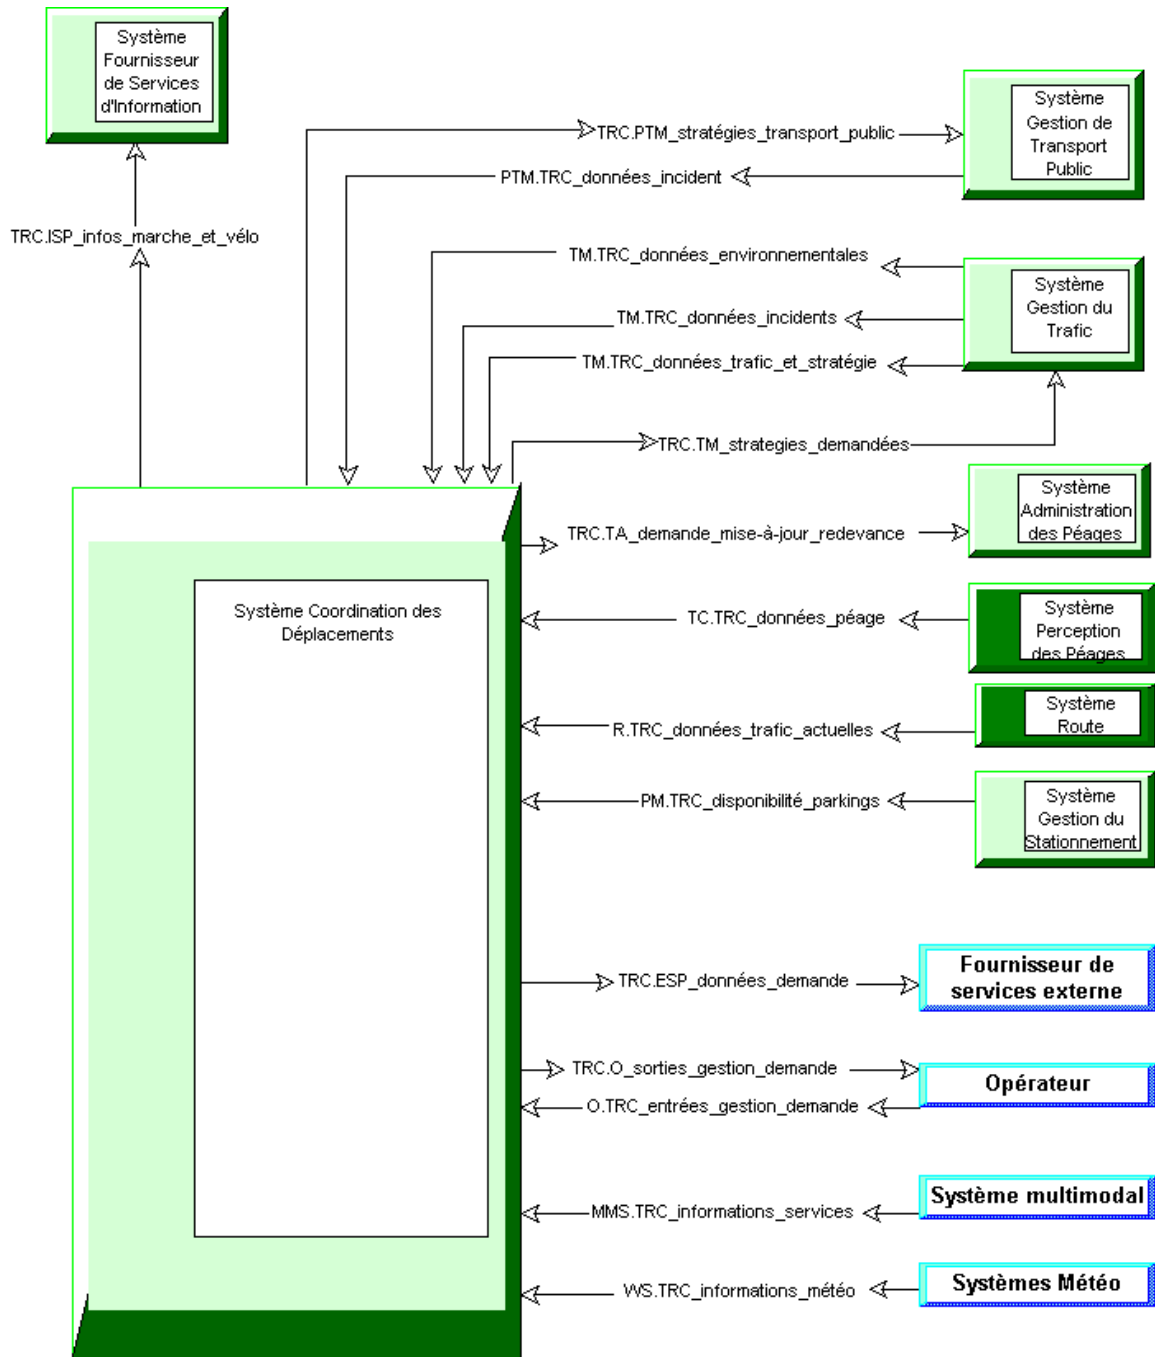 Système
Fournisseur
de Services
d'Information
Système
Gestion de
Transport
Public
TRC.PTM_stratégies_transport_public
PTM.TRC_données_incident
TRC.ISP_infos_marche_et_vélo
TM.TRC_données_environnementales
Système
Gestion du
Trafic
TM.TRC_données_incidents
TM.TRC_données_trafic_et_stratégie
TRC.TM_strategies_demandées
Système
Administration
des Péages
TRC.TA_demande_mise-à-jour_redevance
Système Coordination des
Déplacements
TC.TRC_données_péage
Système
Perception
des Péages
R.TRC_données_trafic_actuelles
Système
Route
PM.TRC_disponibilité_parkings
Système
Gestion du
Stationnement
TRC.ESP_données_demande
Fournisseur de
services externe
TRC.O_sorties_gestion_demande
Opérateur
O.TRC_entrées_gestion_demande
MMS.TRC_informations_services
Système multimodal
WS.TRC_informations_météo
Systèmes Météo